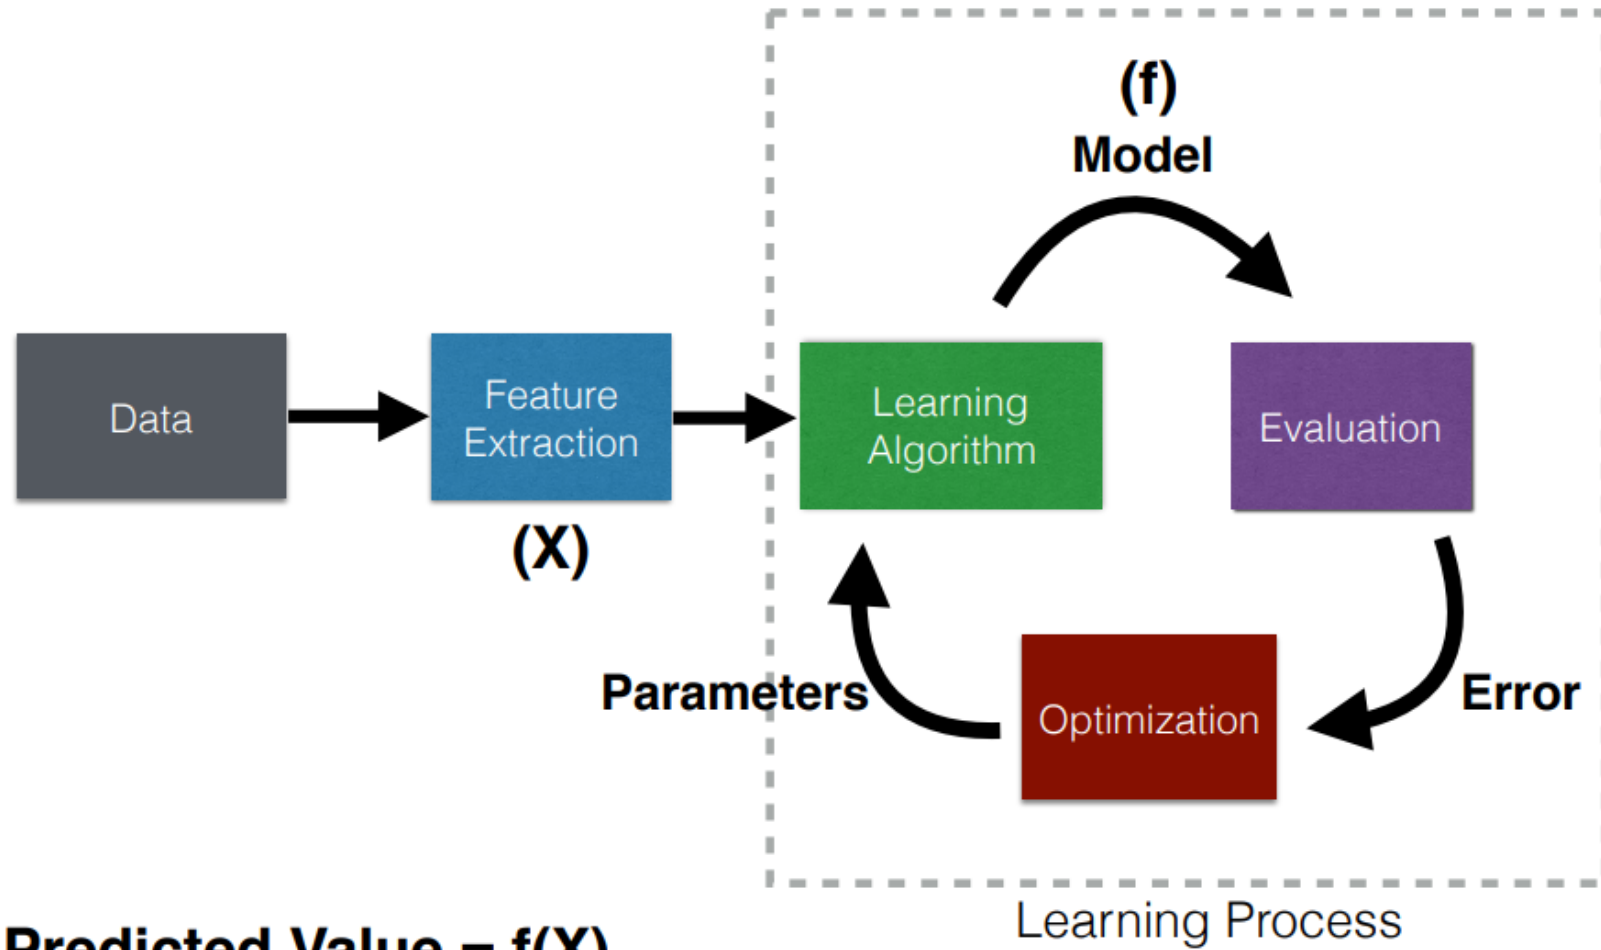 (f)
Model
Data
Feature
Extraction
(X)
Learning
Algorithm
Evaluation
Parameters
Optimization
Error
Learning Process
Predicted Value = f(X)